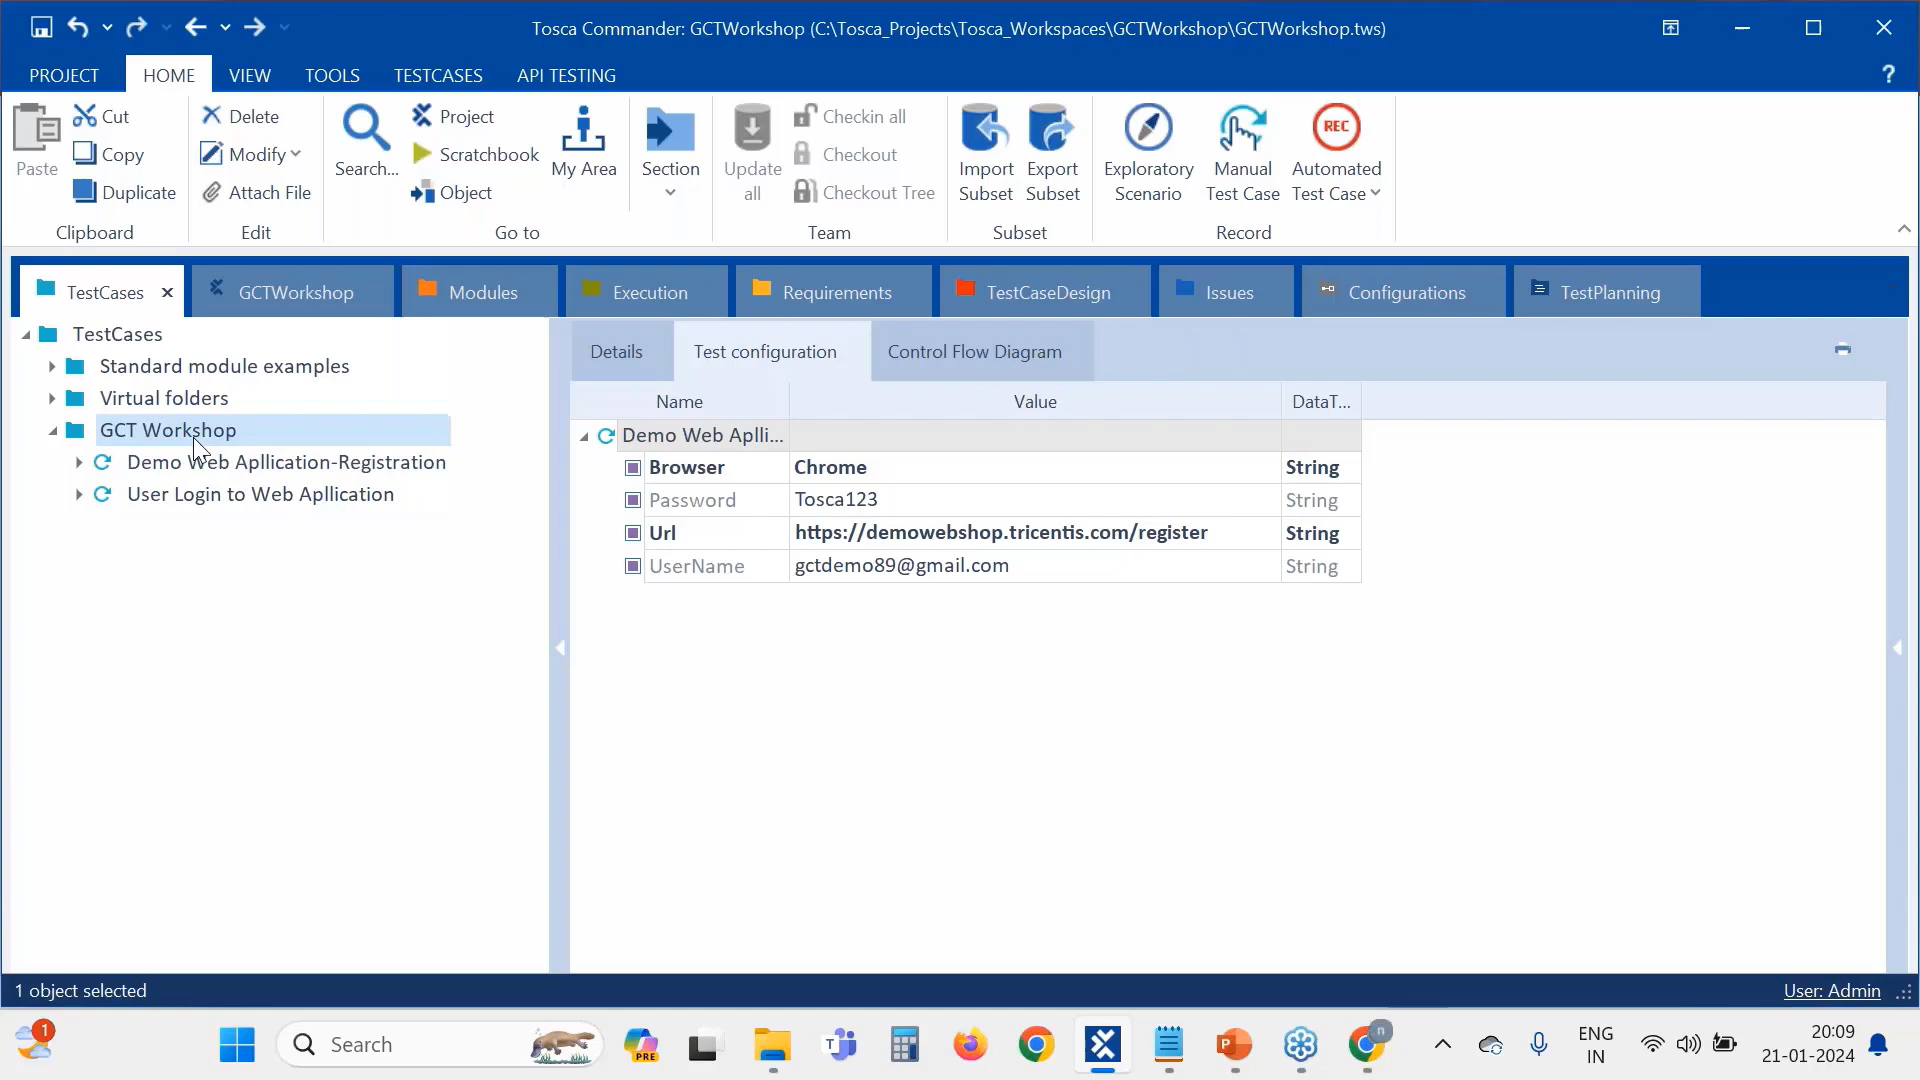 Tosca Commander: GCTWorkshop (C:\Tosca_Projects\Tosca_Workspaces\GCTWorkshop\GCTWorkshop.tws)
PROJECT HOME VIEW TOOLS TESTCASES API TESTING ?
Paste
Cut
Copy
Duplicate
Clipboard
Delete
Modify
Attach File
Edit
Search...
Project
Scratchbook
Object
My Area
Go to
Section
Update all
Checkin all
Checkout
Checkout Tree
Team
Import Subset
Export Subset
Subset
Exploratory Scenario
Manual Test Case
REC
Automated Test Case
Record
TestCases GCTWorkshop Modules Execution Requirements TestCaseDesign Issues Configurations TestPlanning
TestCases
Standard module examples
Virtual folders
GCT Workshop
Demo Web Apllication-Registration
User Login to Web Apllication
Details Test configuration Control Flow Diagram
Name Value DataT...
Demo Web Aplli...
Browser Chrome String
Password Tosca123 String
Url https://demowebshop.tricentis.com/register String
UserName gctdemo89@gmail.com String
1 object selected User: Admin
1
Search
PRE
T
P
n
ENG
IN
20:09
21-01-2024